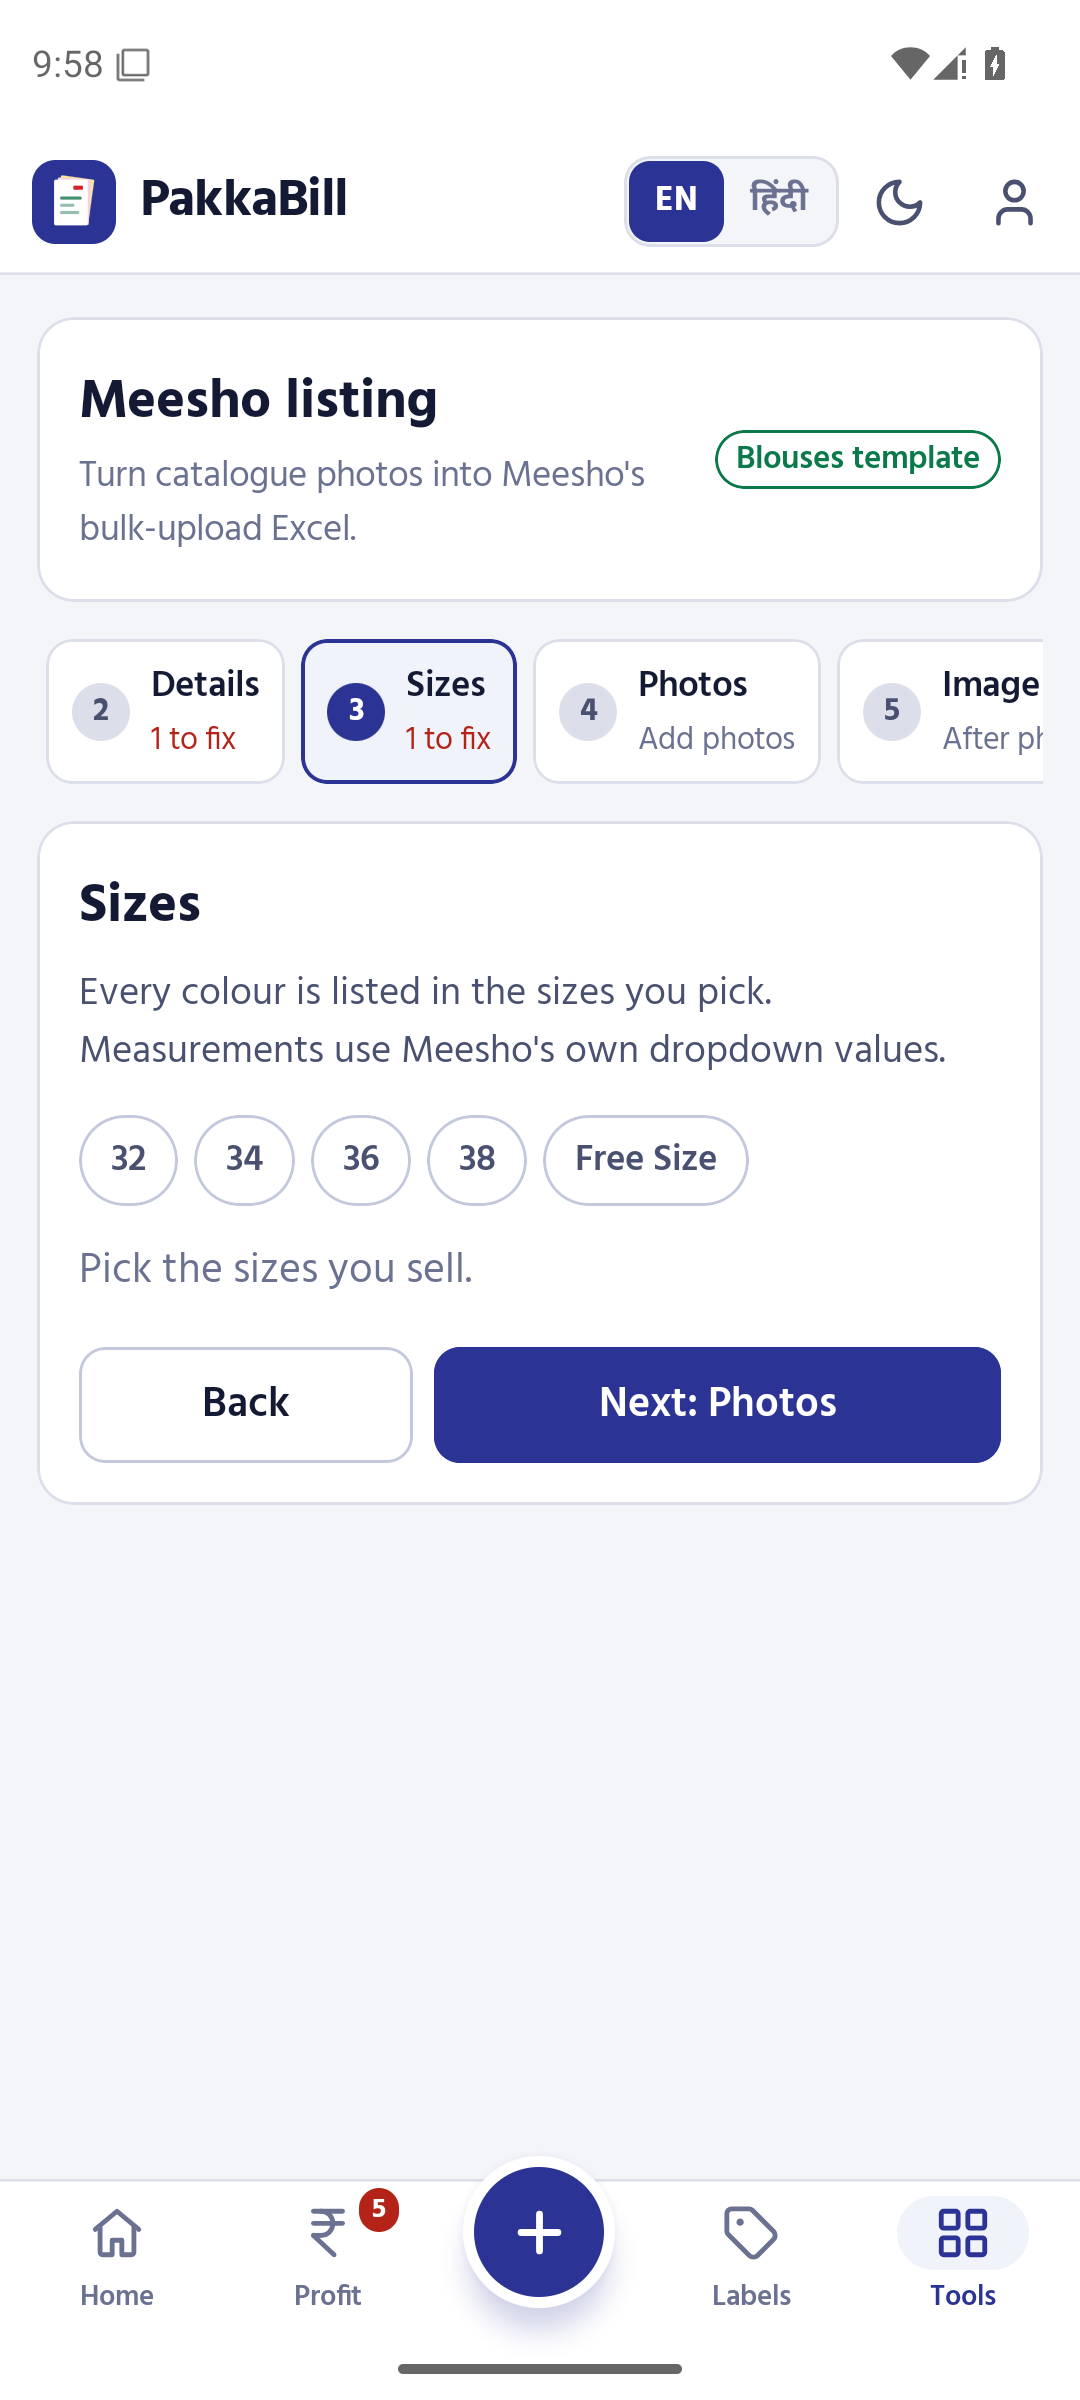 9:58
PakkaBill
EN
हिंदी
Meesho listing
Turn catalogue photos into Meesho's
bulk-upload Excel.
Blouses template
2
Details
1 to fix
3
Sizes
1 to fix
4
Photos
Add photos
5
Image
After ph
Sizes
Every colour is listed in the sizes you pick.
Measurements use Meesho's own dropdown values.
32
34
36
38
Free Size
Pick the sizes you sell.
Back
Next: Photos
Home
5
Profit
Labels
Tools